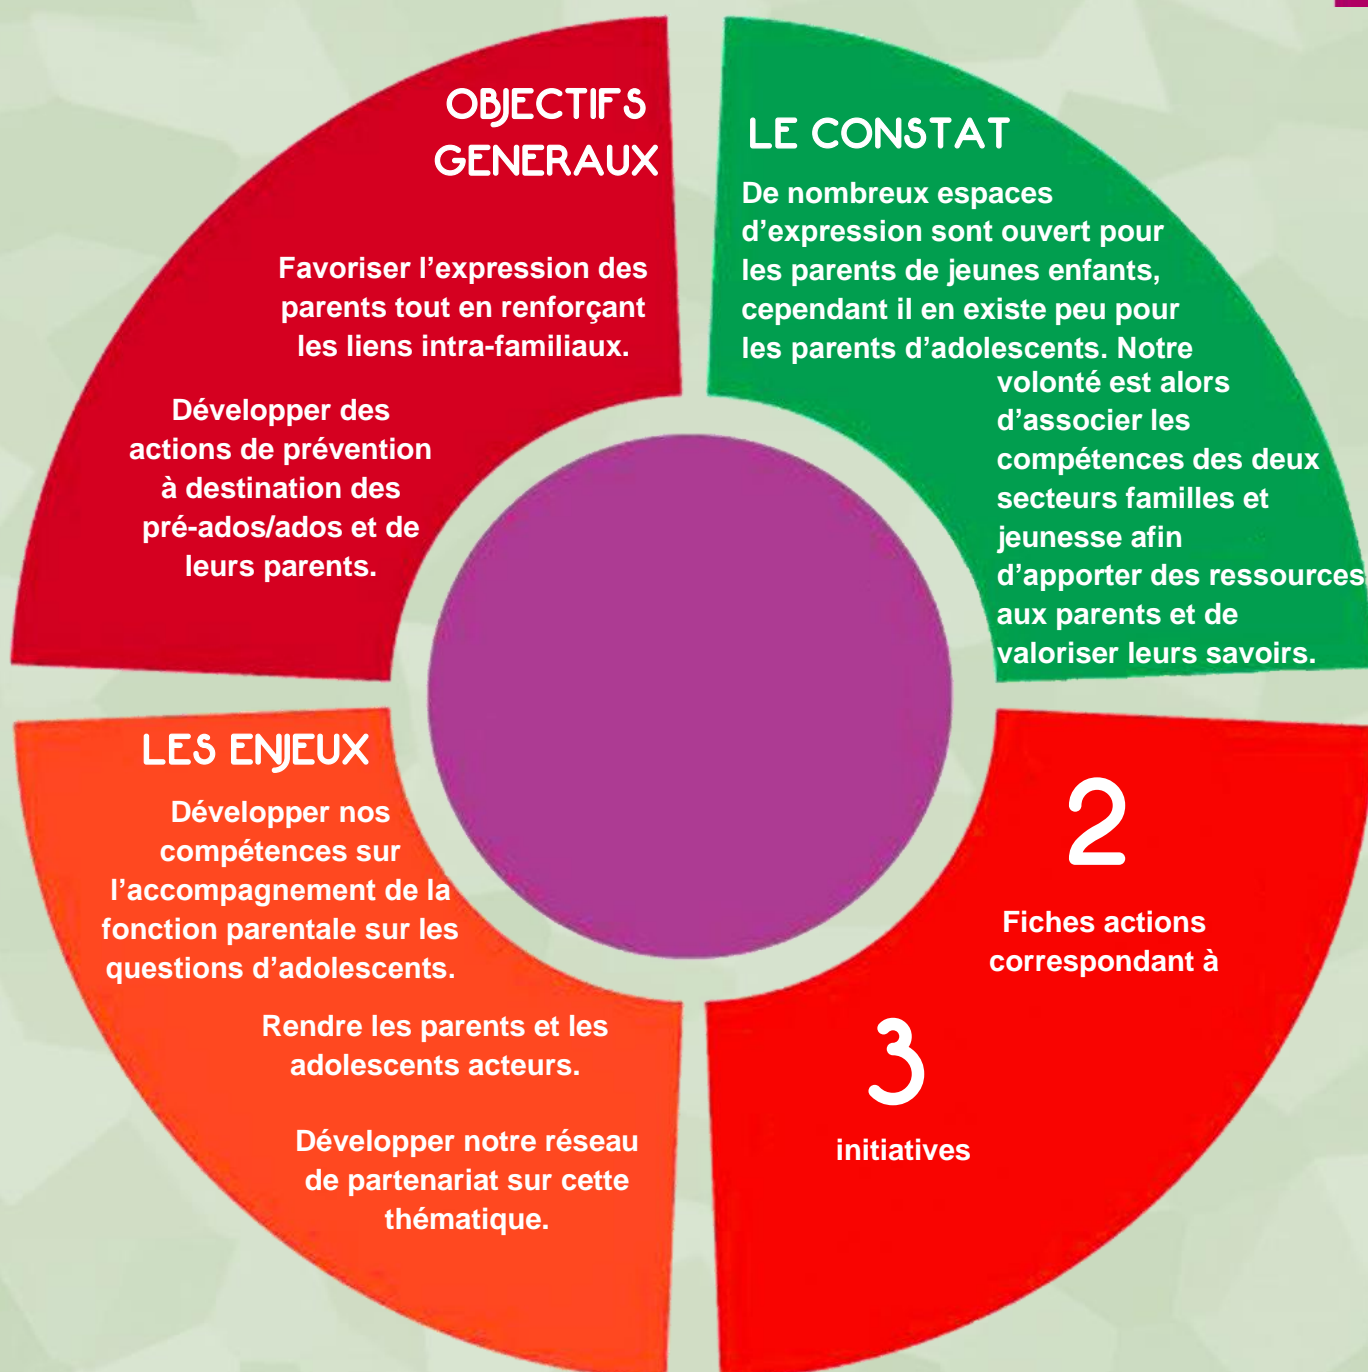 OBJECTIFS
GENERAUX
Favoriser l’expression des
parents tout en renforçant
les liens intra-familiaux.
Développer des
actions de prévention
à destination des
pré-ados/ados et de
leurs parents.
LE CONSTAT
De nombreux espaces
d’expression sont ouvert pour
les parents de jeunes enfants,
cependant il en existe peu pour
les parents d’adolescents. Notre
volonté est alors
d’associer les
compétences des deux
secteurs familles et
jeunesse afin
d’apporter des ressources
aux parents et de
valoriser leurs savoirs.
LES ENJEUX
Développer nos
compétences sur
l’accompagnement de la
fonction parentale sur les
questions d’adolescents.
Rendre les parents et les
adolescents acteurs.
Développer notre réseau
de partenariat sur cette
thématique.
2
Fiches actions
correspondant à
3
initiatives